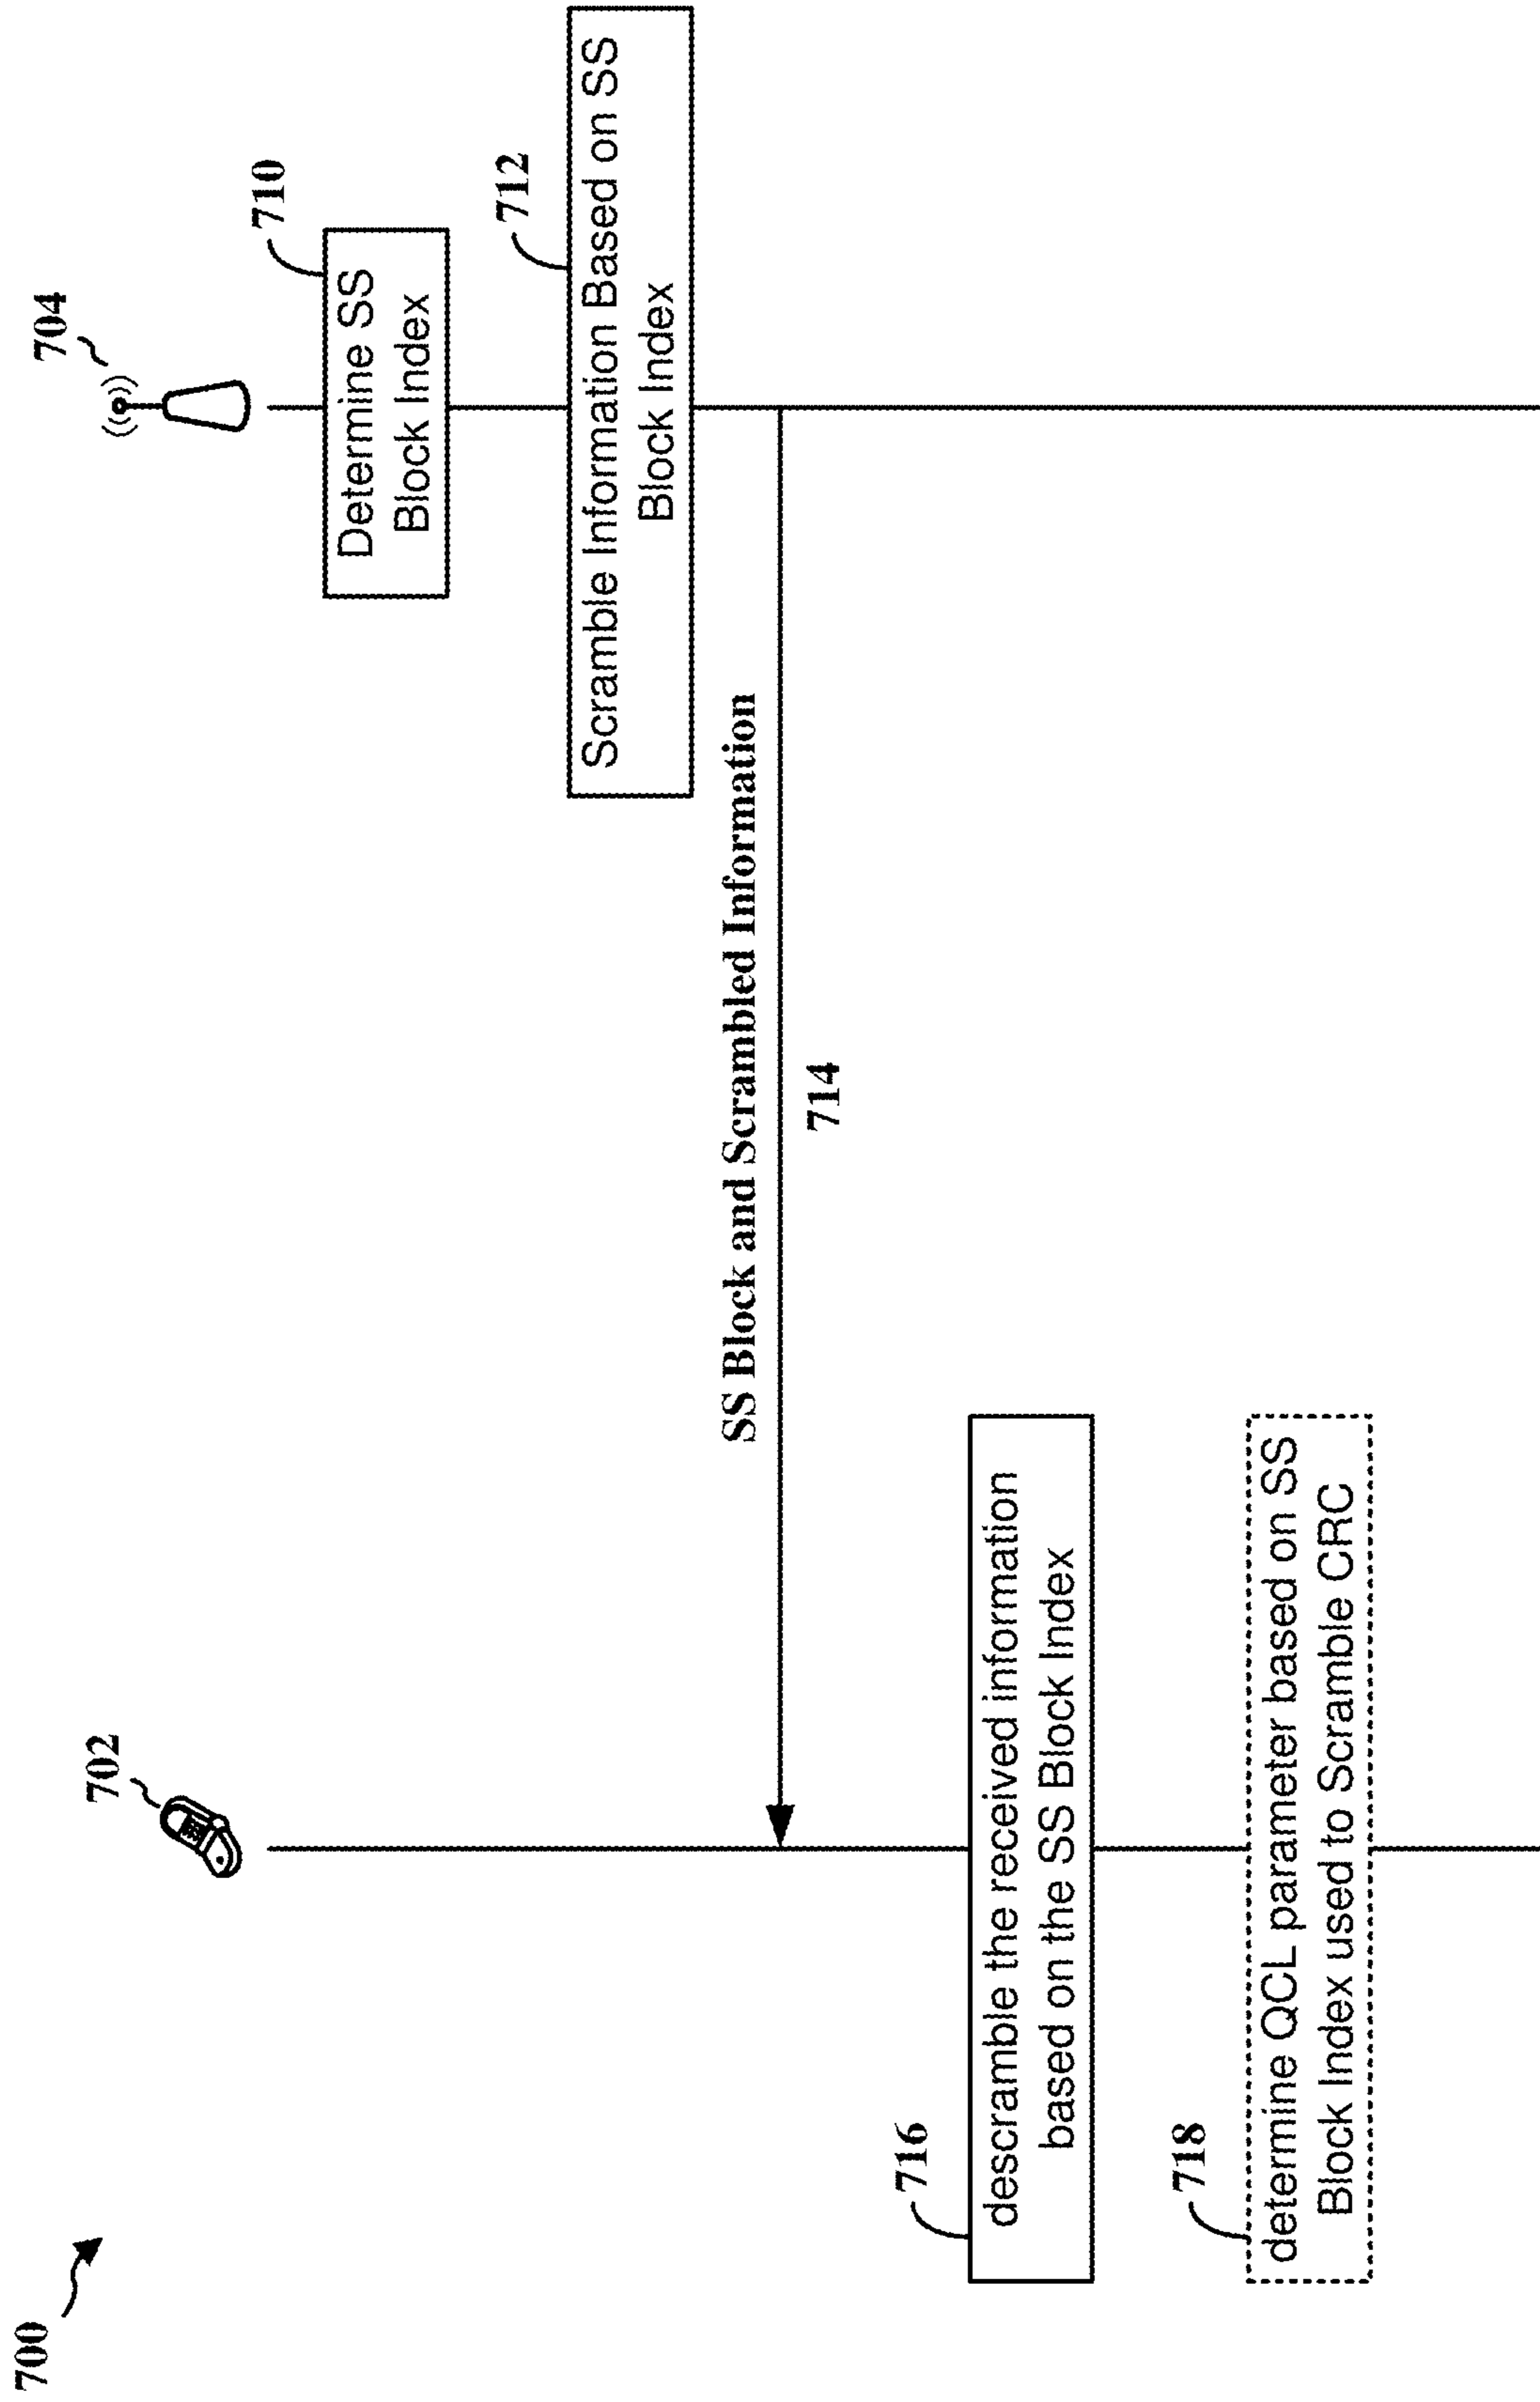 700
702
704
Determine SS
Block Index
710
Scramble Information Based on SS
Block Index
712
SS Block and Scrambled Information
714
716
descramble the received information
based on the SS Block Index
718
determine QCL parameter based on SS
Block Index used to Scramble CRC